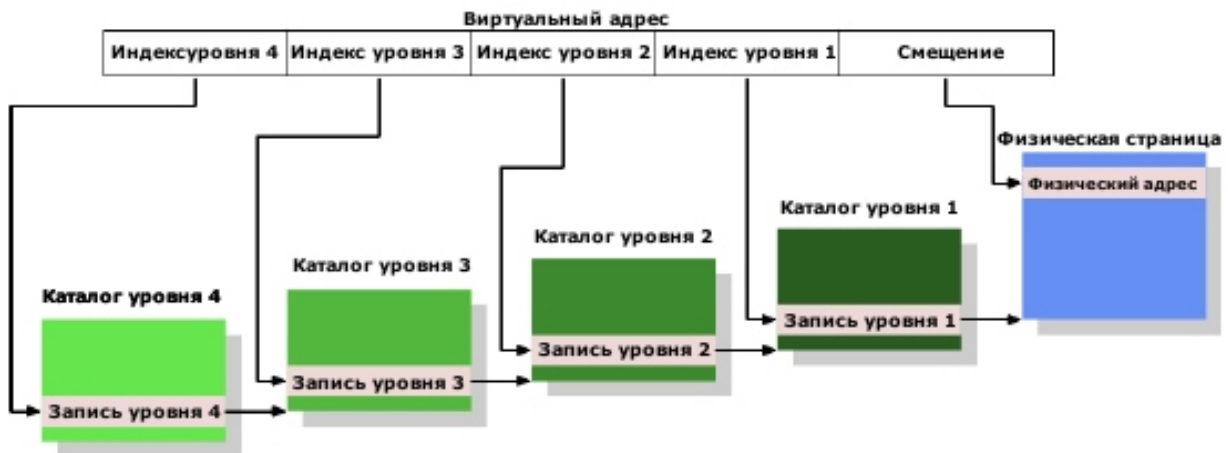 Виртуальный адрес
Индексуровня 4
Индекс уровня 3
Индекс уровня 2
Индекс уровня 1
Смещение
Физическая страница
Физический адрес
Каталог уровня 1
Запись уровня 1
Каталог уровня 2
Запись уровня 2
Каталог уровня 3
Запись уровня 3
Каталог уровня 4
Запись уровня 4